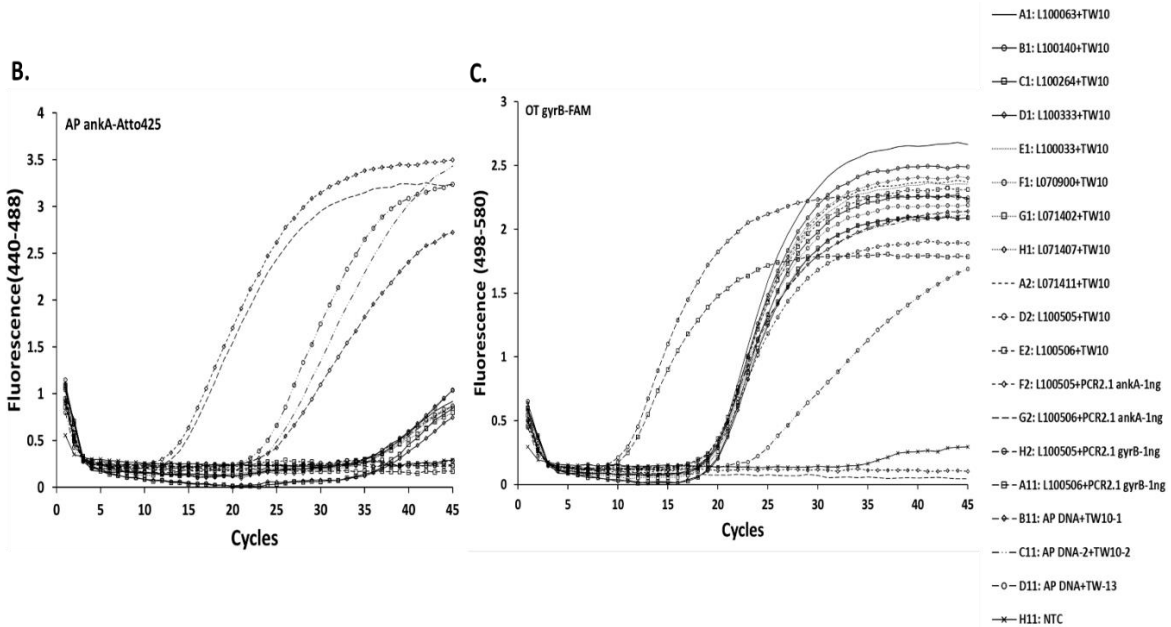 B.
AP ankA-Atto425
Fluorescence(440-488)
4
3.5
3
2.5
2
1.5
1
0.5
0
0 5 10 15 20 25 30 35 40 45
Cycles
C.
OT gyrB-FAM
Fluorescence (498-580)
3
2.5
2
1.5
1
0.5
0
0 5 10 15 20 25 30 35 40 45
Cycles
A1: L100063+TW10
B1: L100140+TW10
C1: L100264+TW10
D1: L100333+TW10
E1: L100033+TW10
F1: L070900+TW10
G1: L071402+TW10
H1: L071407+TW10
A2: L071411+TW10
D2: L100505+TW10
E2: L100506+TW10
F2: L100505+PCR2.1 ankA-1ng
G2: L100506+PCR2.1 ankA-1ng
H2: L100505+PCR2.1 gyrB-1ng
A11: L100506+PCR2.1 gyrB-1ng
B11: AP DNA+TW10-1
C11: AP DNA-2+TW10-2
D11: AP DNA+TW-13
H11: NTC